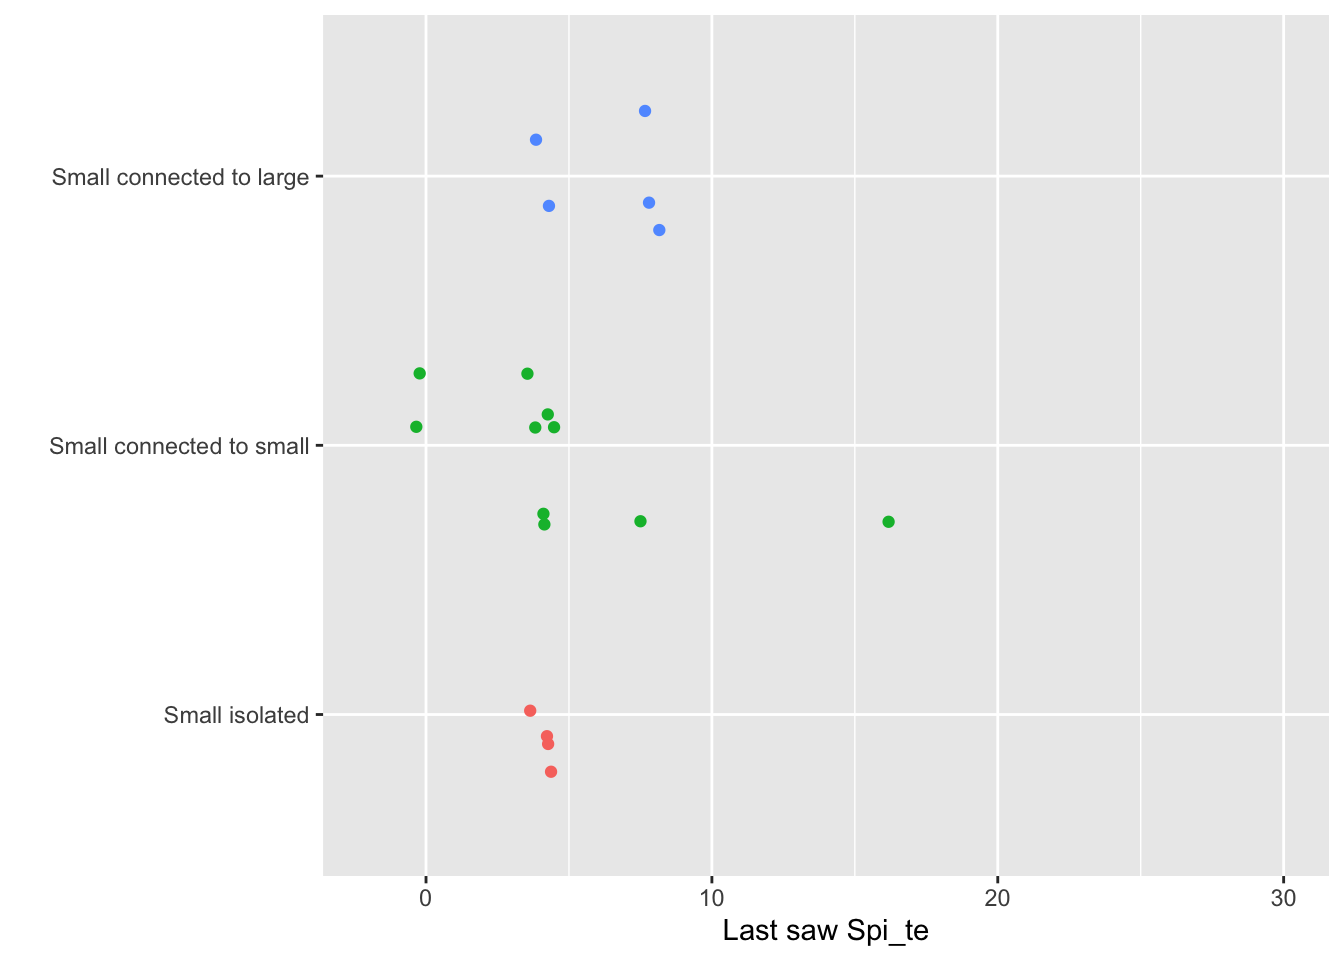 Small connected to large
Small connected to small
Small isolated
0 10 20 30
Last saw Spi_te